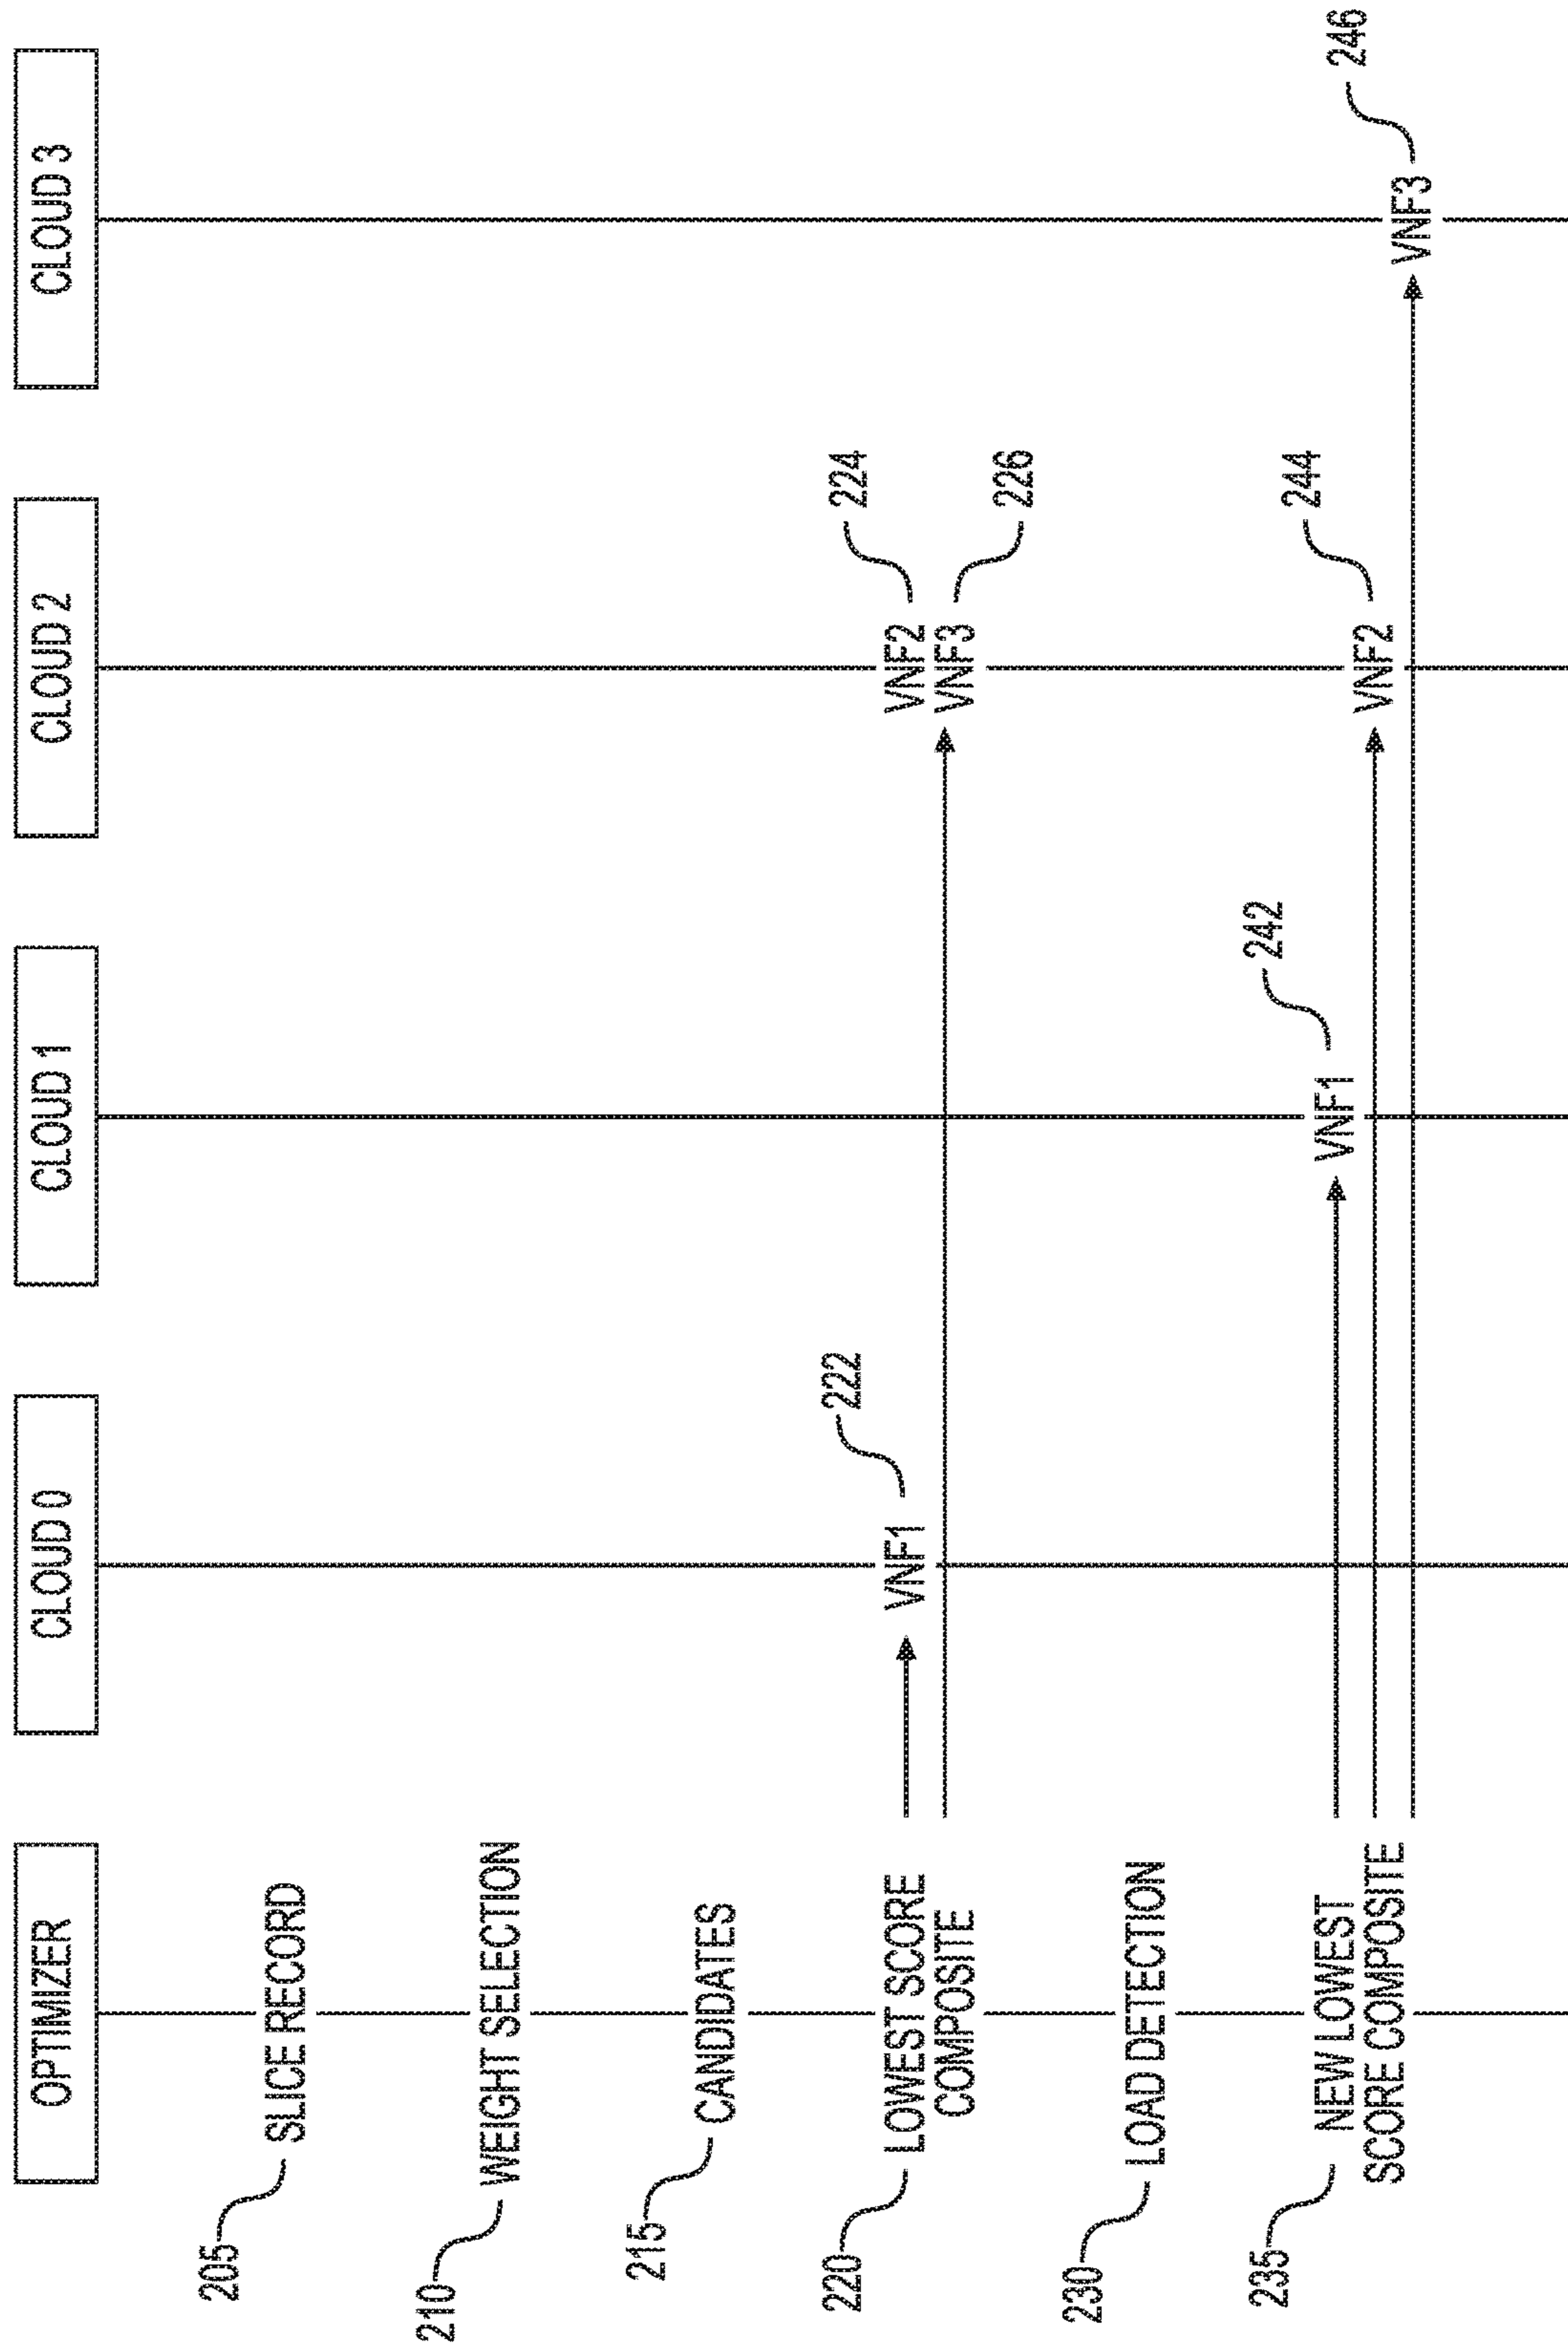 OPTIMIZER
CLOUD 0
CLOUD 1
CLOUD 2
CLOUD 3
205
SLICE RECORD
210
WEIGHT SELECTION
215
CANDIDATES
220
LOWEST SCORE
COMPOSITE
VNF1
222
VNF2
VNF3
224
226
230
LOAD DETECTION
235
NEW LOWEST
SCORE COMPOSITE
VNF1
242
VNF2
244
VNF3
246